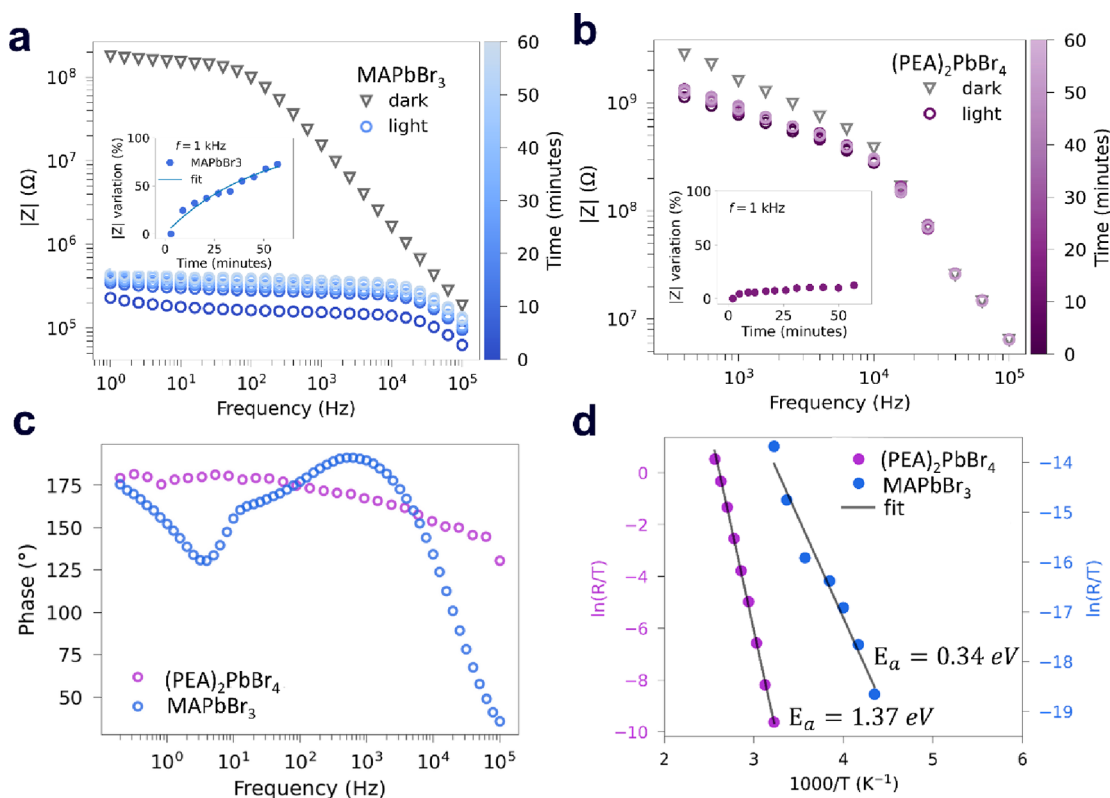 a
MAPbBr3
dark
light
f = 1 kHz
MAPbBr3
fit
|Z| variation (%)
100
50
0
0
50
Time (minutes)
|Z| (Ω)
10^8
10^7
10^6
10^5
10^0
10^1
10^2
10^3
10^4
10^5
Frequency (Hz)
60
50
40
30
20
10
0
Time (minutes)
b
(PEA)2PbBr4
dark
light
f = 1 kHz
|Z| variation (%)
100
50
0
0
25
50
Time (minutes)
|Z| (Ω)
10^9
10^8
10^7
10^3
10^4
10^5
Frequency (Hz)
60
50
40
30
20
10
0
Time (minutes)
c
Phase (°)
175
150
125
100
75
50
(PEA)2PbBr4
MAPbBr3
10^0
10^1
10^2
10^3
10^4
10^5
Frequency (Hz)
d
(PEA)2PbBr4
MAPbBr3
fit
ln(R/T)
0
−2
−4
−6
−8
−10
Ea = 0.34 eV
Ea = 1.37 eV
−13
−14
−15
−16
−17
−18
−19
ln(R/T)
2
3
4
5
6
1000/T (K−1)